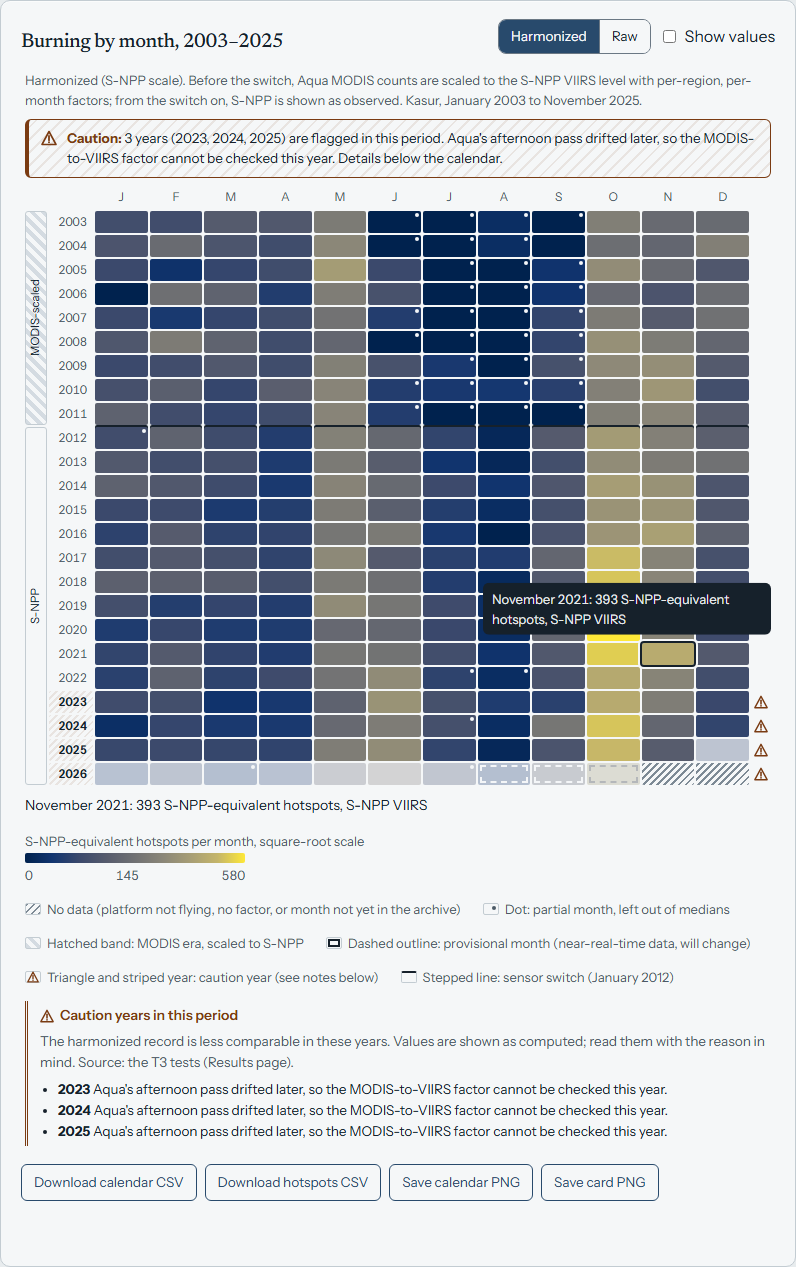 Burning by month, 2003–2025
Harmonized Raw Show values
Harmonized (S-NPP scale). Before the switch, Aqua MODIS counts are scaled to the S-NPP VIIRS level with per-region, per-
month factors; from the switch on, S-NPP is shown as observed. Kasur, January 2003 to November 2025.
Caution: 3 years (2023, 2024, 2025) are flagged in this period. Aqua's afternoon pass drifted later, so the MODIS-
to-VIIRS factor cannot be checked this year. Details below the calendar.
J F M A M J J A S O N D
MODIS-scaled
2003
2004
2005
2006
2007
2008
2009
2010
2011
S-NPP
2012
2013
2014
2015
2016
2017
2018
2019
2020
2021
2022
2023
2024
2025
2026
November 2021: 393 S-NPP-equivalent
hotspots, S-NPP VIIRS
November 2021: 393 S-NPP-equivalent hotspots, S-NPP VIIRS
S-NPP-equivalent hotspots per month, square-root scale
0 145 580
No data (platform not flying, no factor, or month not yet in the archive) Dot: partial month, left out of medians
Hatched band: MODIS era, scaled to S-NPP Dashed outline: provisional month (near-real-time data, will change)
Triangle and striped year: caution year (see notes below) Stepped line: sensor switch (January 2012)
Caution years in this period
The harmonized record is less comparable in these years. Values are shown as computed; read them with the reason in
mind. Source: the T3 tests (Results page).
• 2023 Aqua's afternoon pass drifted later, so the MODIS-to-VIIRS factor cannot be checked this year.
• 2024 Aqua's afternoon pass drifted later, so the MODIS-to-VIIRS factor cannot be checked this year.
• 2025 Aqua's afternoon pass drifted later, so the MODIS-to-VIIRS factor cannot be checked this year.
Download calendar CSV Download hotspots CSV Save calendar PNG Save card PNG